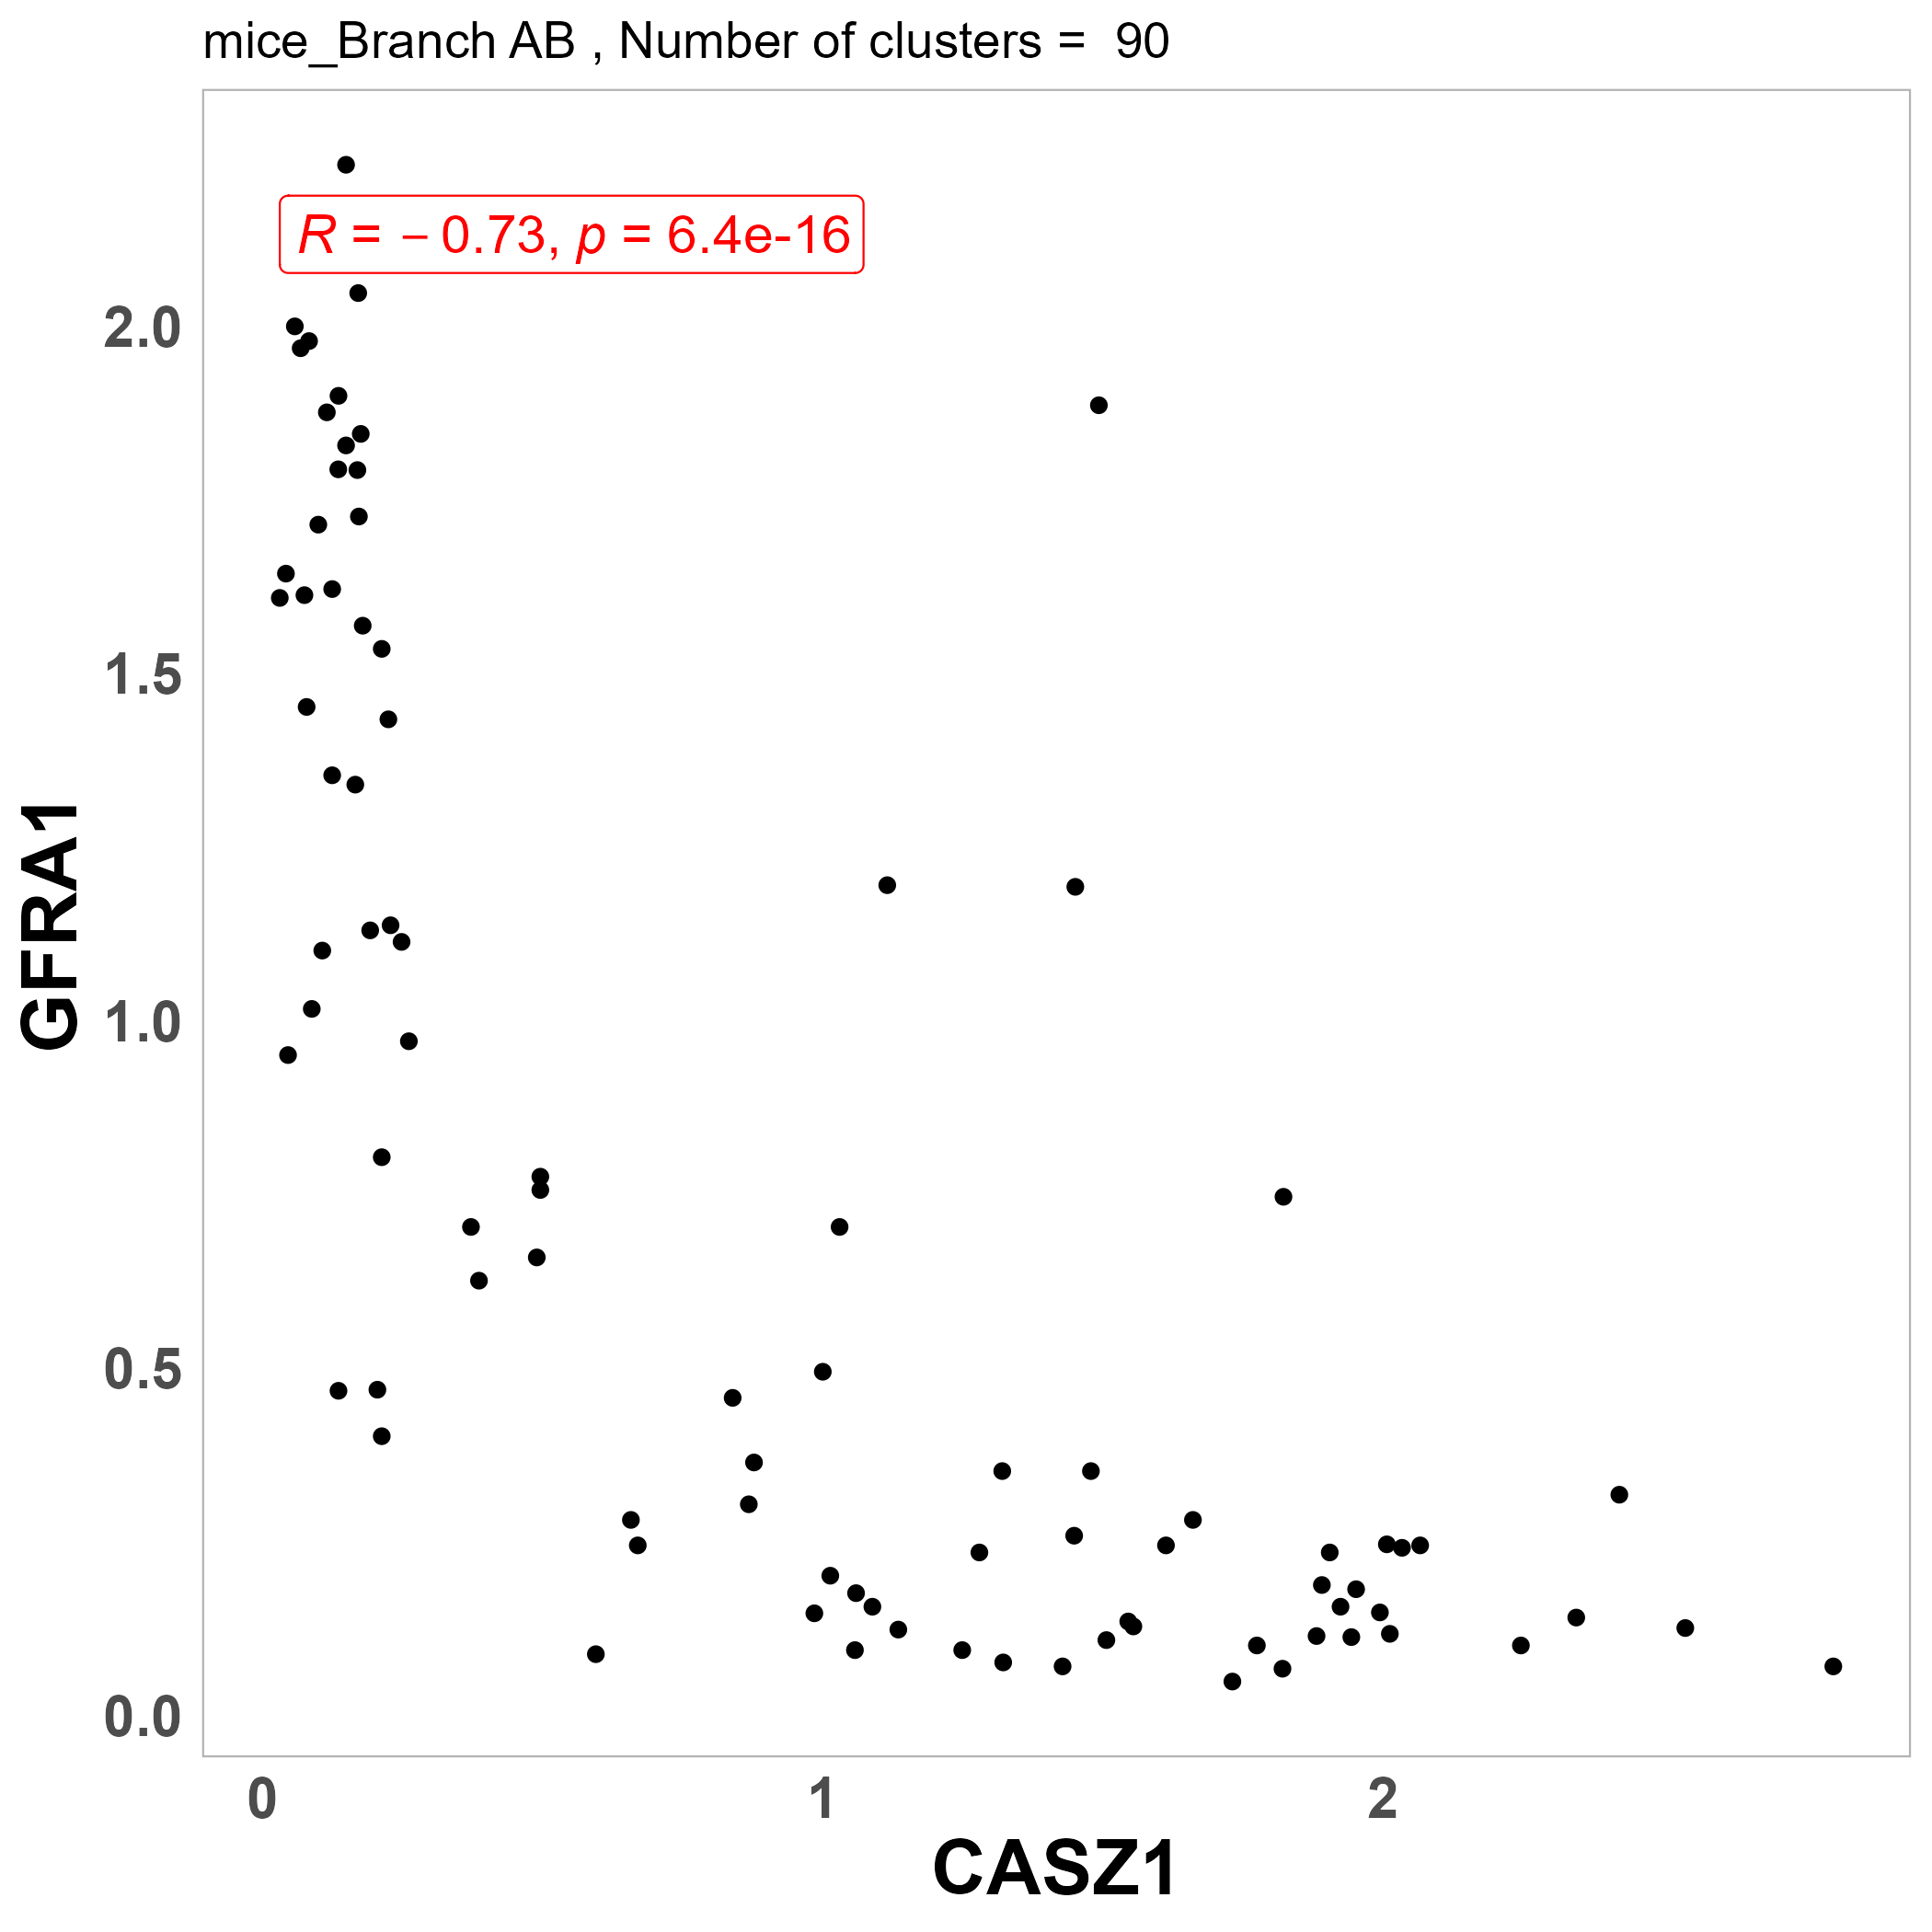 mice_Branch AB , Number of clusters =  90
R = – 0.73, p = 6.4e-16
2.0
1.5
1.0
0.5
0.0
GFRA1
0 1 2
CASZ1